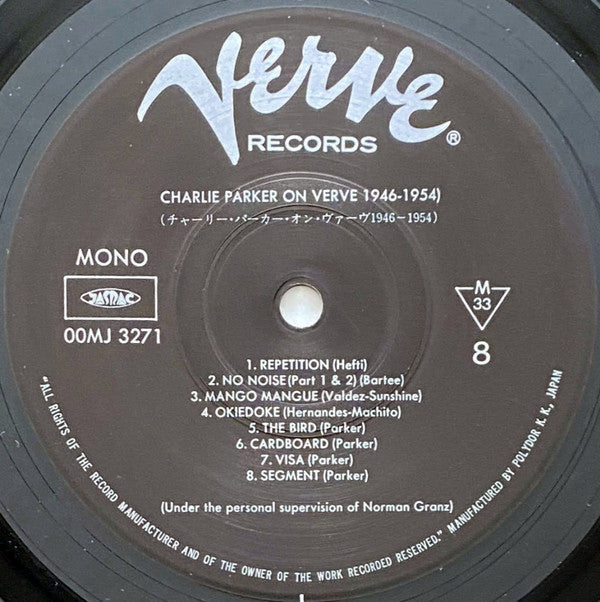 Verve
RECORDS ®
CHARLIE PARKER ON VERVE 1946-1954)
(チャーリー・パーカー・オン・ヴァーヴ1946－1954)
MONO
JASRAC
00MJ 3271
M
33
8
1. REPETITION (Hefti)
2. NO NOISE (Part 1 & 2) (Bartee)
3. MANGO MANGUE (Valdez-Sunshine)
4. OKIEDOKE (Hernandes-Machito)
5. THE BIRD (Parker)
6. CARDBOARD (Parker)
7. VISA (Parker)
8. SEGMENT (Parker)
(Under the personal supervision of Norman Granz)
"ALL RIGHTS OF THE RECORD MANUFACTURER AND OF THE OWNER OF THE WORK RECORDED RESERVED." MANUFACTURED BY POLYDOR K. K., JAPAN